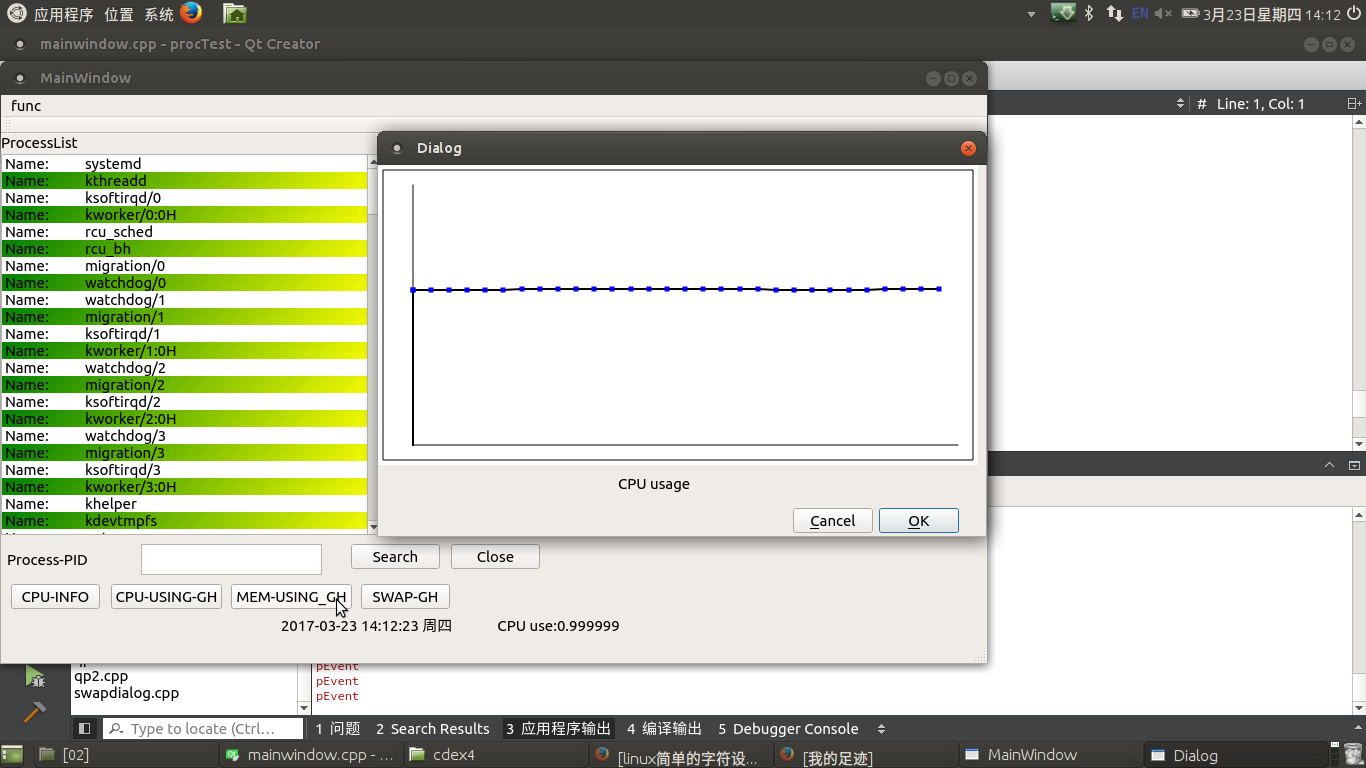 应用程序 位置 系统 EN 3月23日星期四 14:12
mainwindow.cpp - procTest - Qt Creator
MainWindow
func
# Line: 1, Col: 1
ProcessList
Dialog
Name: systemd
Name: kthreadd
Name: ksoftirqd/0
Name: kworker/0:0H
Name: rcu_sched
Name: rcu_bh
Name: migration/0
Name: watchdog/0
Name: watchdog/1
Name: migration/1
Name: ksoftirqd/1
Name: kworker/1:0H
Name: watchdog/2
Name: migration/2
Name: ksoftirqd/2
Name: kworker/2:0H
Name: watchdog/3
Name: migration/3
Name: ksoftirqd/3
Name: kworker/3:0H
Name: khelper
Name: kdevtmpfs
CPU usage
Cancel OK
Process-PID Search Close
CPU-INFO CPU-USING-GH MEM-USING_GH SWAP-GH
2017-03-23 14:12:23 周四 CPU use:0.999999
pEvent
qp2.cpp
pEvent
swapdialog.cpp
pEvent
Type to locate (Ctrl... 1 问题 2 Search Results 3 应用程序输出 4 编译输出 5 Debugger Console
[02] mainwindow.cpp - ... cdex4 [linux简单的字符设... [我的足迹] MainWindow Dialog